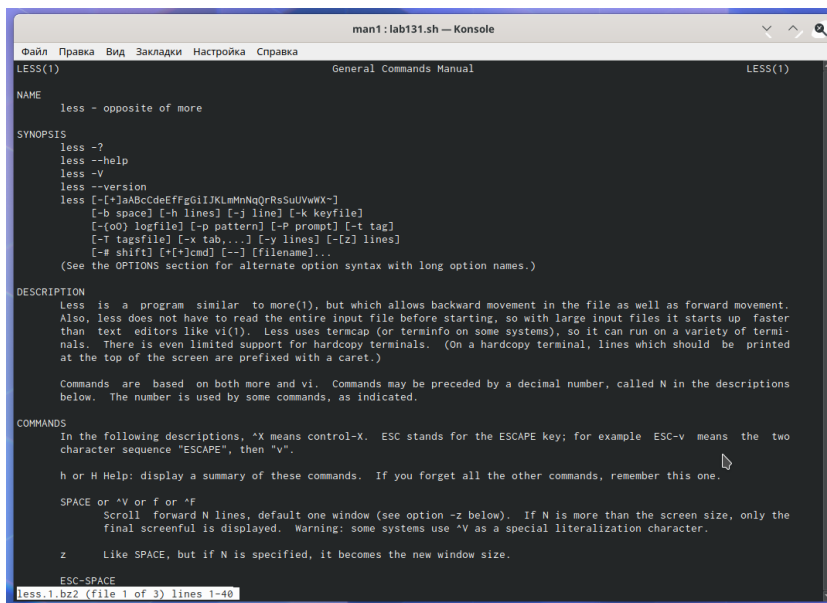 man1 : lab131.sh — Konsole
Файл Правка Вид Закладки Настройка Справка
LESS(1) General Commands Manual LESS(1)
NAME
less - opposite of more
SYNOPSIS
less -?
less --help
less -V
less --version
less [-[+]aABcCdeEfFgGiIJKLmMnNqQrRsSuUVwWX~]
[-b space] [-h lines] [-j line] [-k keyfile]
[-{oO} logfile] [-p pattern] [-P prompt] [-t tag]
[-T tagsfile] [-x tab,...] [-y lines] [-[z] lines]
[-# shift] [+[+]cmd] [--] [filename]...
(See the OPTIONS section for alternate option syntax with long option names.)
DESCRIPTION
Less is a program similar to more(1), but which allows backward movement in the file as well as forward movement.
Also, less does not have to read the entire input file before starting, so with large input files it starts up faster
than text editors like vi(1). Less uses termcap (or terminfo on some systems), so it can run on a variety of termi-
nals. There is even limited support for hardcopy terminals. (On a hardcopy terminal, lines which should be printed
at the top of the screen are prefixed with a caret.)
Commands are based on both more and vi. Commands may be preceded by a decimal number, called N in the descriptions
below. The number is used by some commands, as indicated.
COMMANDS
In the following descriptions, ^X means control-X. ESC stands for the ESCAPE key; for example ESC-v means the two
character sequence "ESCAPE", then "v".
h or H Help: display a summary of these commands. If you forget all the other commands, remember this one.
SPACE or ^V or f or ^F
Scroll forward N lines, default one window (see option -z below). If N is more than the screen size, only the
final screenful is displayed. Warning: some systems use ^V as a special literalization character.
z Like SPACE, but if N is specified, it becomes the new window size.
ESC-SPACE
less.1.bz2 (file 1 of 3) lines 1-40